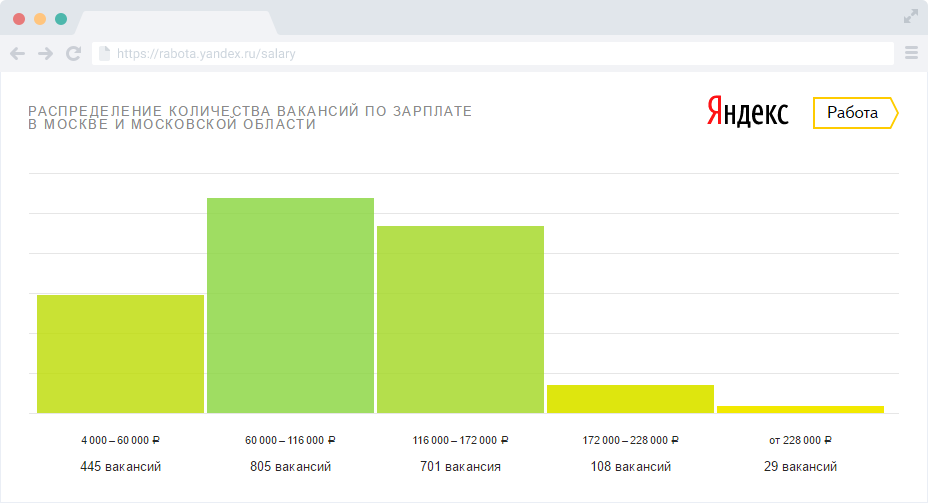 https://rabota.yandex.ru/salary
РАСПРЕДЕЛЕНИЕ КОЛИЧЕСТВА ВАКАНСИЙ ПО ЗАРПЛАТЕ
В МОСКВЕ И МОСКОВСКОЙ ОБЛАСТИ
Яндекс Работа
4 000 – 60 000 ₽ 60 000 – 116 000 ₽ 116 000 – 172 000 ₽ 172 000 – 228 000 ₽ от 228 000 ₽
445 вакансий 805 вакансий 701 вакансия 108 вакансий 29 вакансий